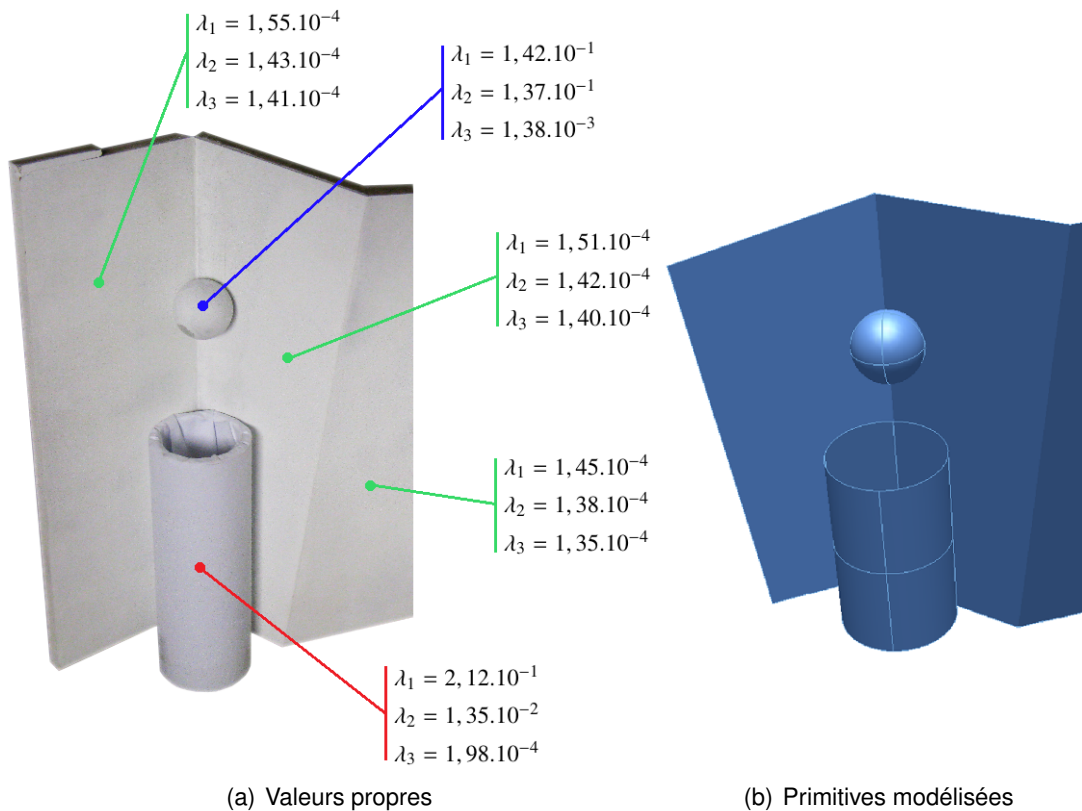 λ₁ = 1,55.10⁻⁴
λ₂ = 1,43.10⁻⁴
λ₃ = 1,41.10⁻⁴
λ₁ = 1,42.10⁻¹
λ₂ = 1,37.10⁻¹
λ₃ = 1,38.10⁻³
λ₁ = 1,51.10⁻⁴
λ₂ = 1,42.10⁻⁴
λ₃ = 1,40.10⁻⁴
λ₁ = 1,45.10⁻⁴
λ₂ = 1,38.10⁻⁴
λ₃ = 1,35.10⁻⁴
λ₁ = 2,12.10⁻¹
λ₂ = 1,35.10⁻²
λ₃ = 1,98.10⁻⁴
(a) Valeurs propres
(b) Primitives modélisées